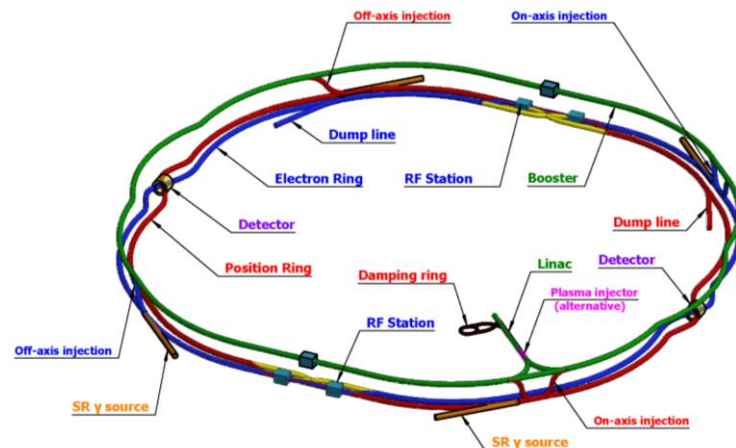 Off-axis injection
On-axis injection
Dump line
Electron Ring
RF Station
Booster
Detector
Dump line
Position Ring
Damping ring
Linac
Detector
Plasma injector
(alternative)
Off-axis injection
RF Station
SR γ source
On-axis injection
SR γ source